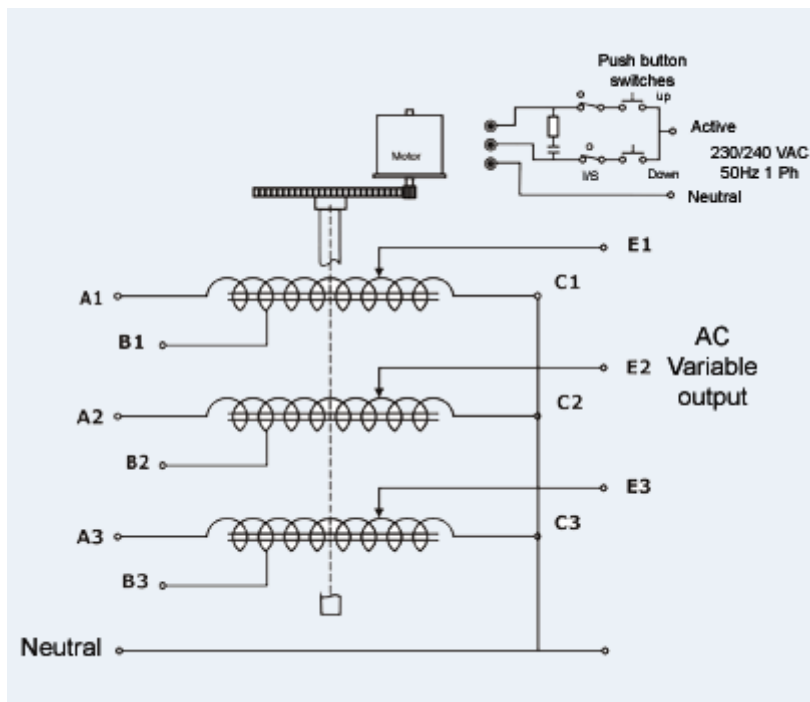 Push button
switches
up
Active
Motor
230/240 VAC
50Hz 1 Ph
I/S
Down
Neutral
E1
A1
C1
B1
AC
Variable
output
E2
A2
C2
B2
E3
A3
C3
B3
Neutral